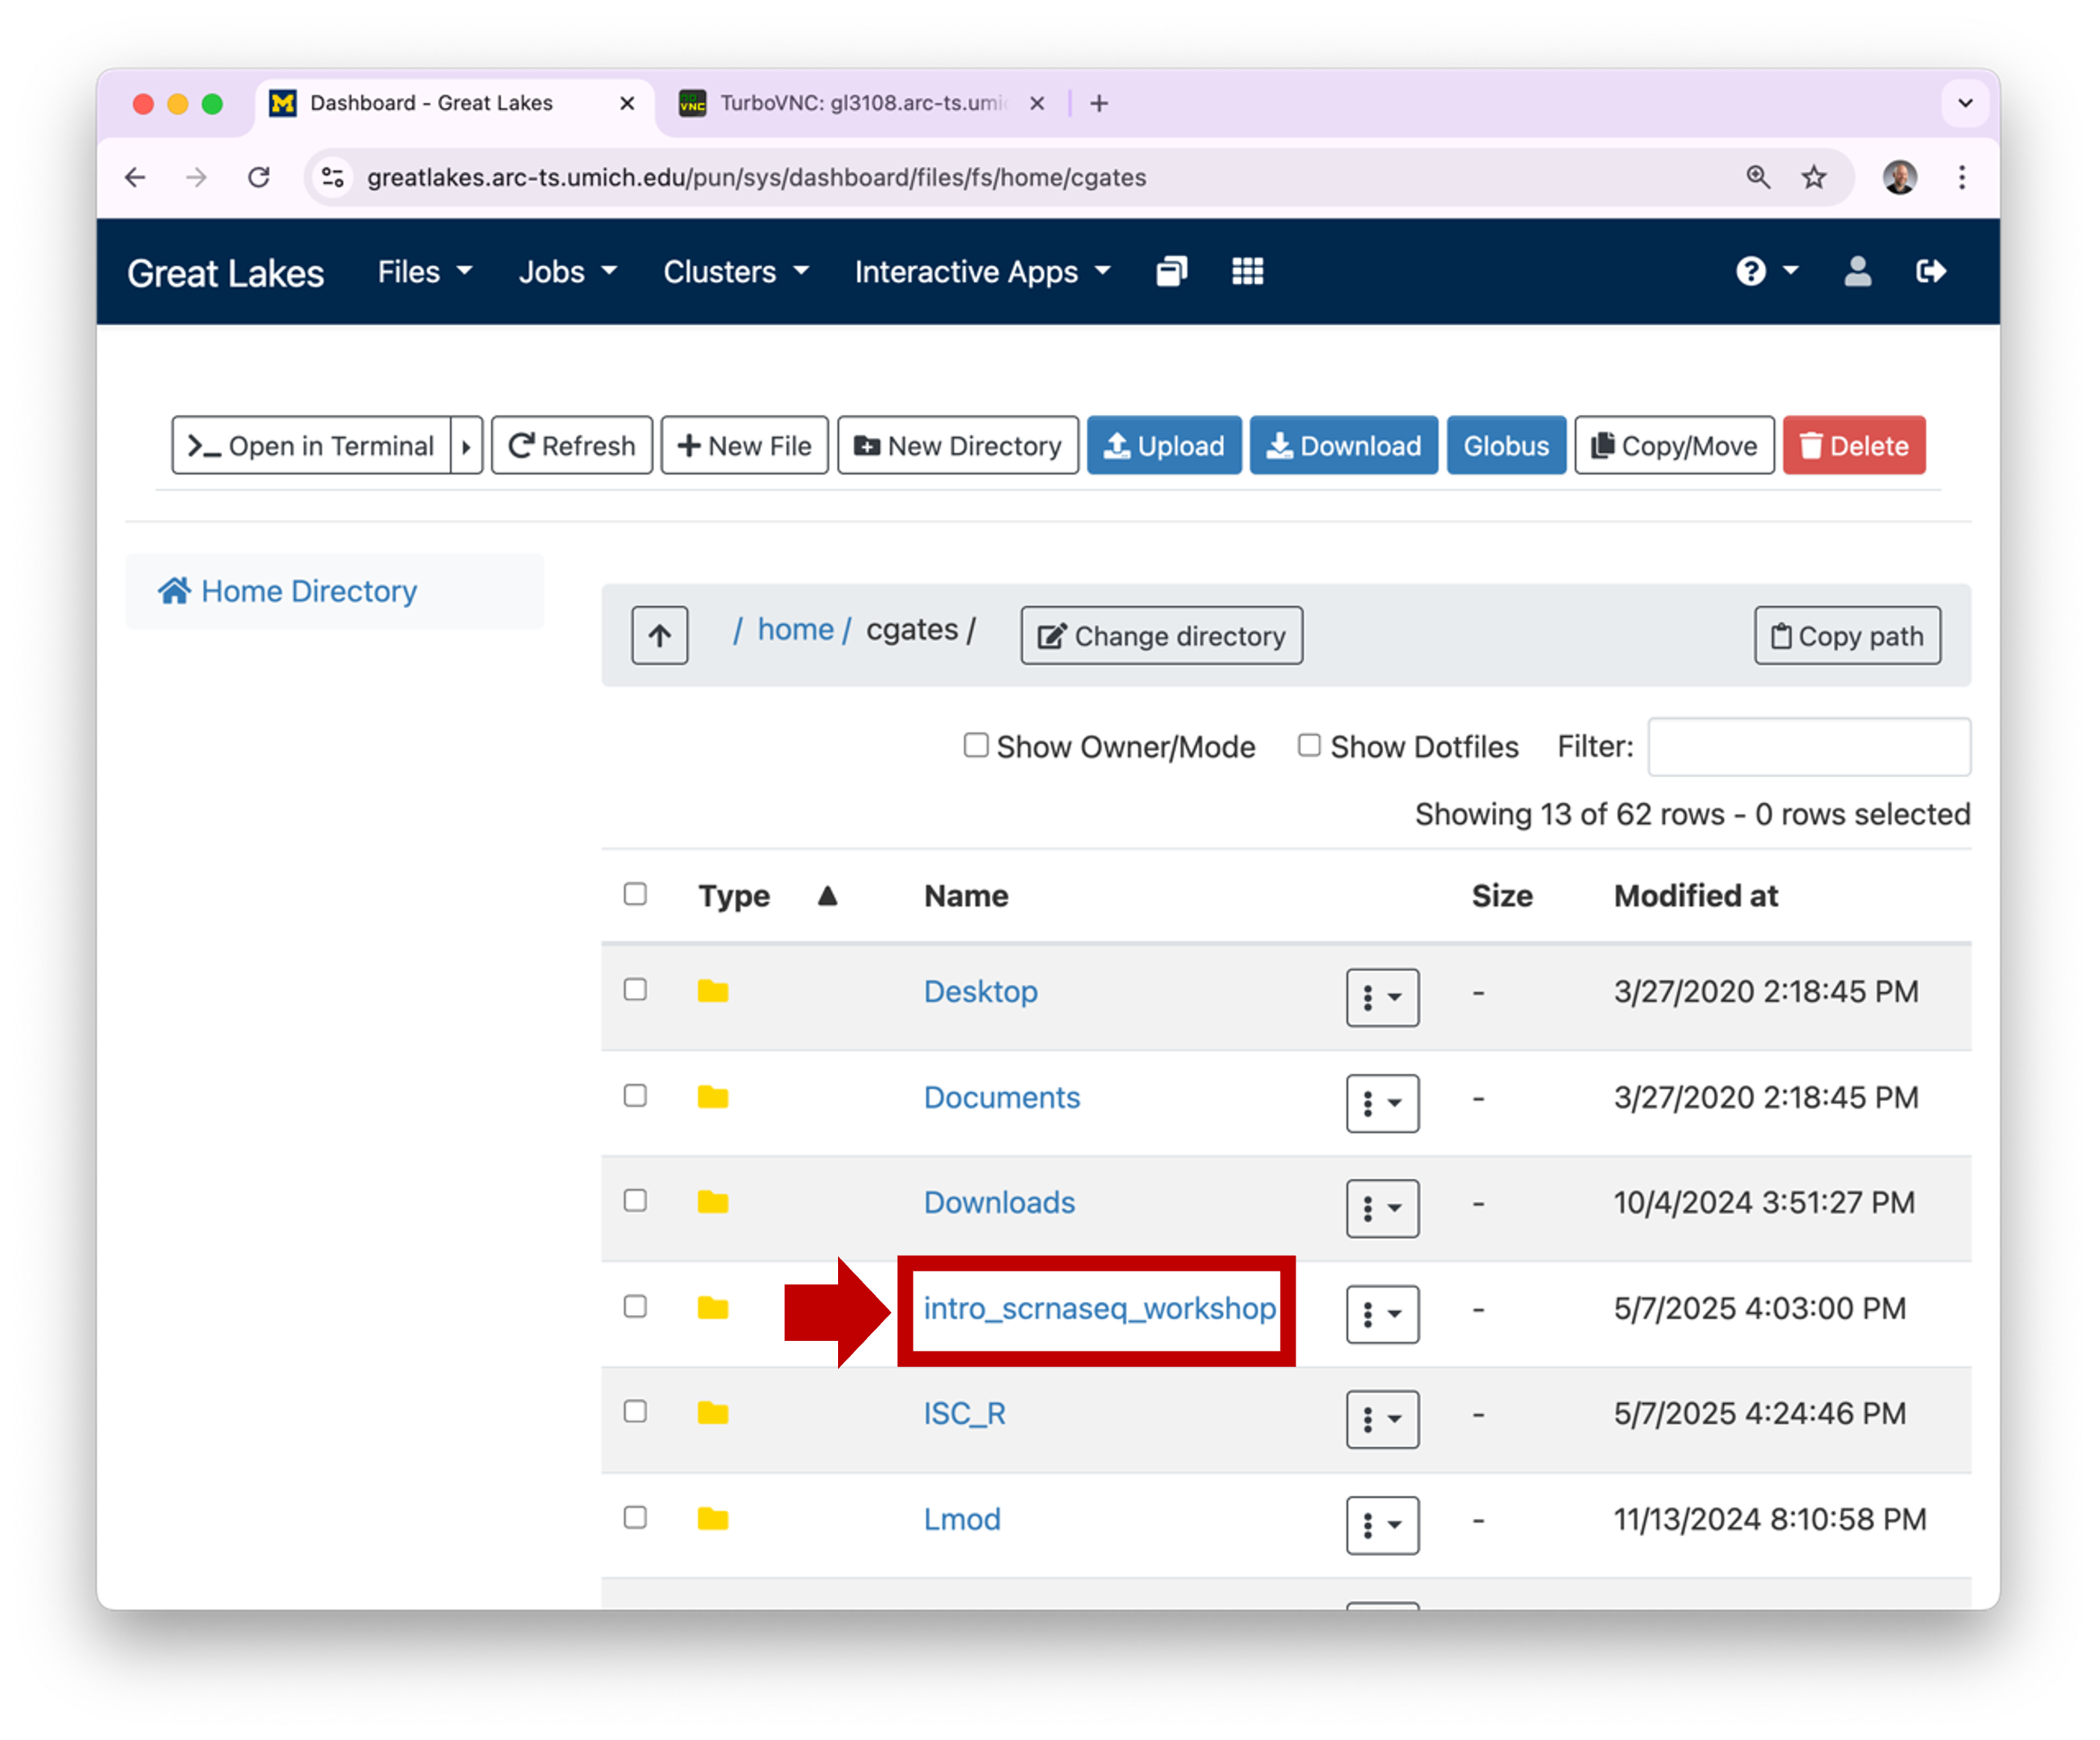 Dashboard - Great Lakes
TurboVNC: gl3108.arc-ts.umi
greatlakes.arc-ts.umich.edu/pun/sys/dashboard/files/fs/home/cgates
Great Lakes Files Jobs Clusters Interactive Apps
Open in Terminal Refresh New File New Directory Upload Download Globus Copy/Move Delete
Home Directory
/ home / cgates / Change directory Copy path
Show Owner/Mode Show Dotfiles Filter:
Showing 13 of 62 rows - 0 rows selected
Type Name Size Modified at
Desktop - 3/27/2020 2:18:45 PM
Documents - 3/27/2020 2:18:45 PM
Downloads - 10/4/2024 3:51:27 PM
intro_scrnaseq_workshop - 5/7/2025 4:03:00 PM
ISC_R - 5/7/2025 4:24:46 PM
Lmod - 11/13/2024 8:10:58 PM